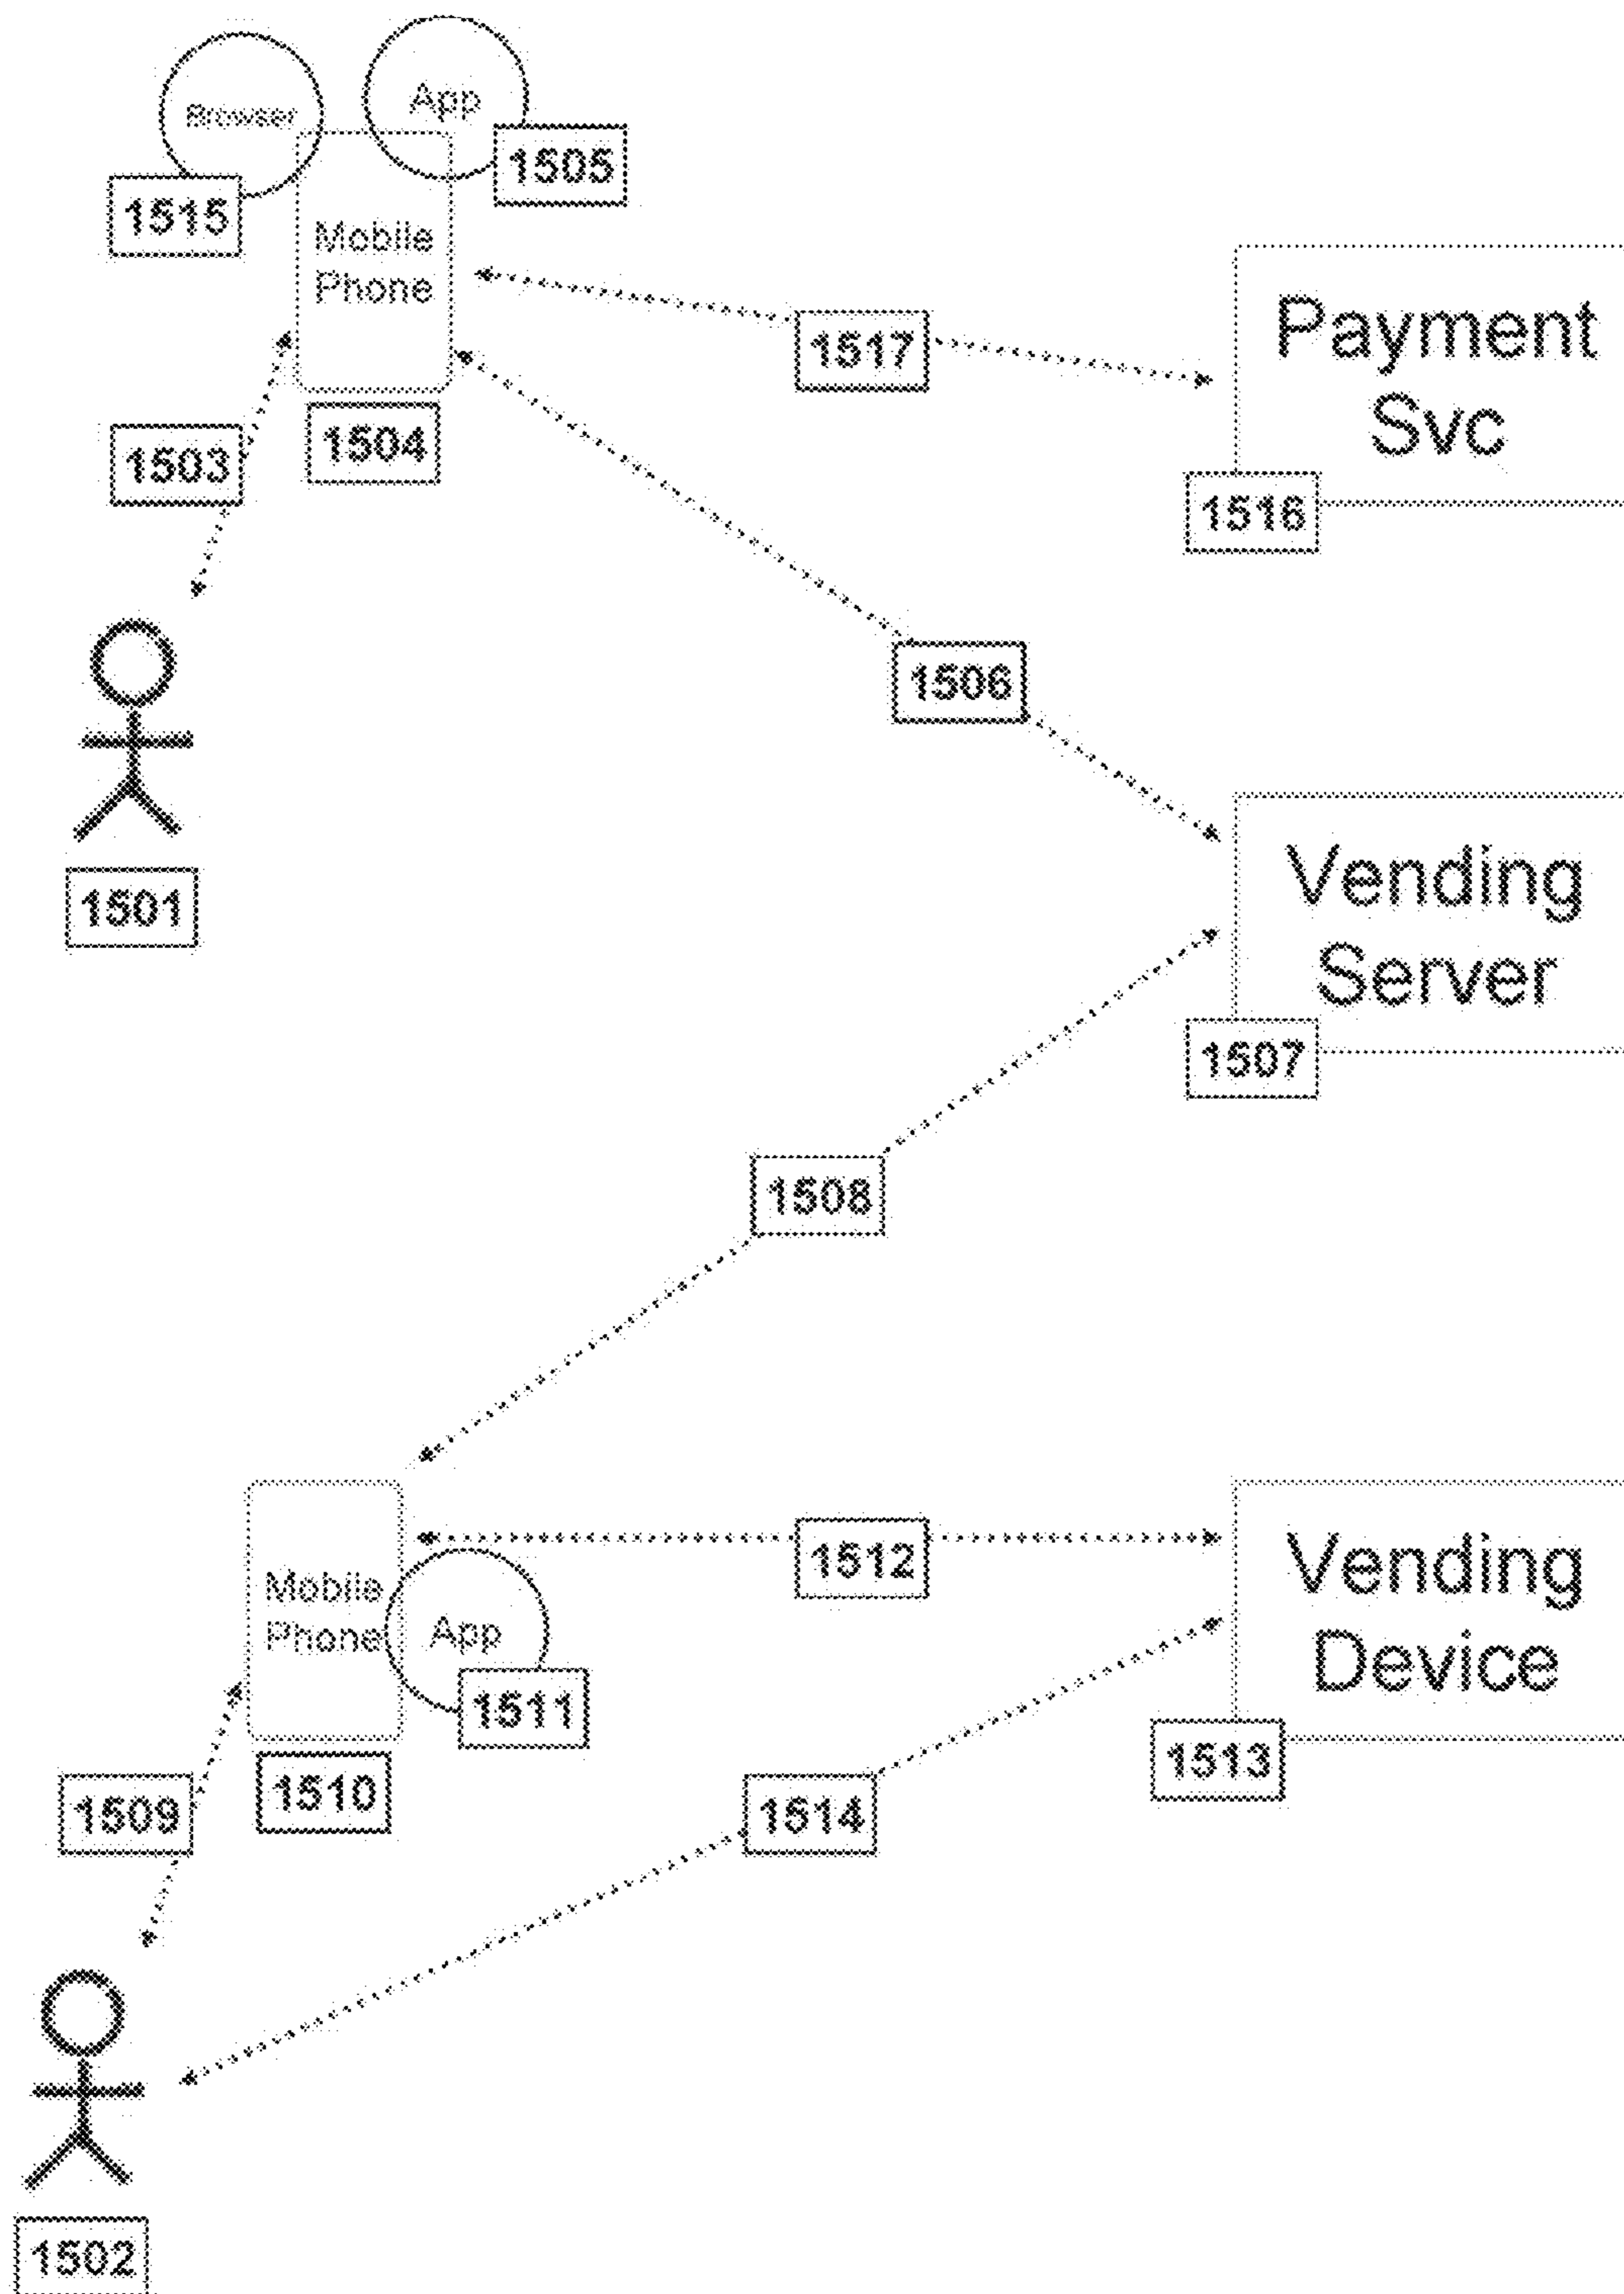 Browser
App
1505
1515
Mobile
Phone
1517
Payment
Svc
1503
1504
1516
1506
1501
Vending
Server
1507
1508
Mobile
Phone
App
1512
Vending
Device
1511
1513
1510
1509
1514
1502